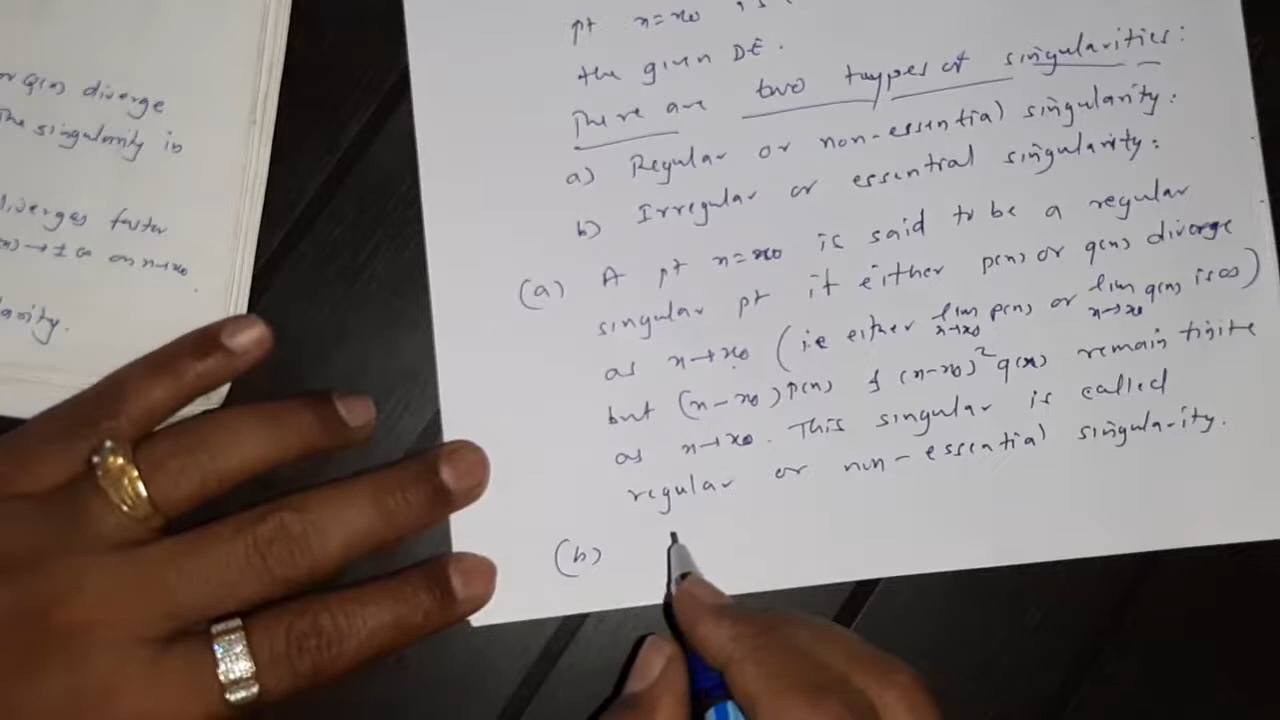 or q(n) diverge
The singularity is
diverges faster
→ ± ∞ as n→x0
larity.
pt n=x0 is
the given DE.
There are two tuypes of singularities:
a) Regular or non-essential singularity.
b) Irregular or essential singularity:
(a) A pt n=x0 is said to be a regular
singular pt if either p(n) or q(n) diverge
as n→x0 (ie either lim n→x0 p(n) or lim n→x0 q(n) is ∞)
but (n-x0) p(n) & (n-x0)² q(x) remain finite
as n→x0. This singular is called
regular or non-essential singularity.
(b)